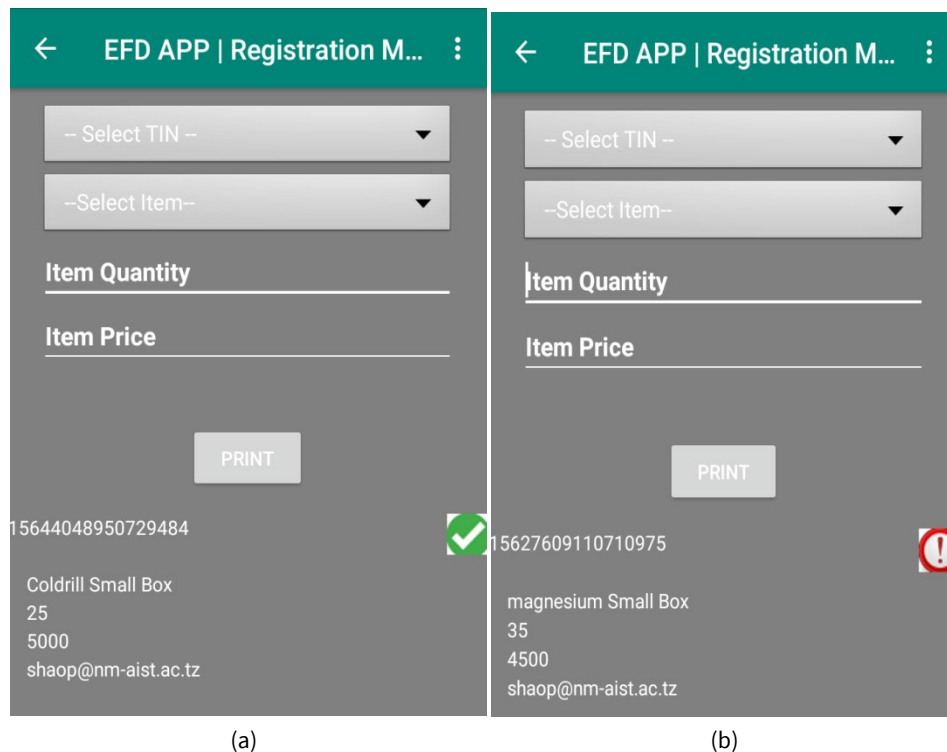 EFD APP | Registration M...
-- Select TIN --
--Select Item--
Item Quantity
Item Price
PRINT
15644048950729484
Coldrill Small Box
25
5000
shaop@nm-aist.ac.tz
(a)
EFD APP | Registration M...
-- Select TIN --
--Select Item--
Item Quantity
Item Price
PRINT
15627609110710975
magnesium Small Box
35
4500
shaop@nm-aist.ac.tz
(b)